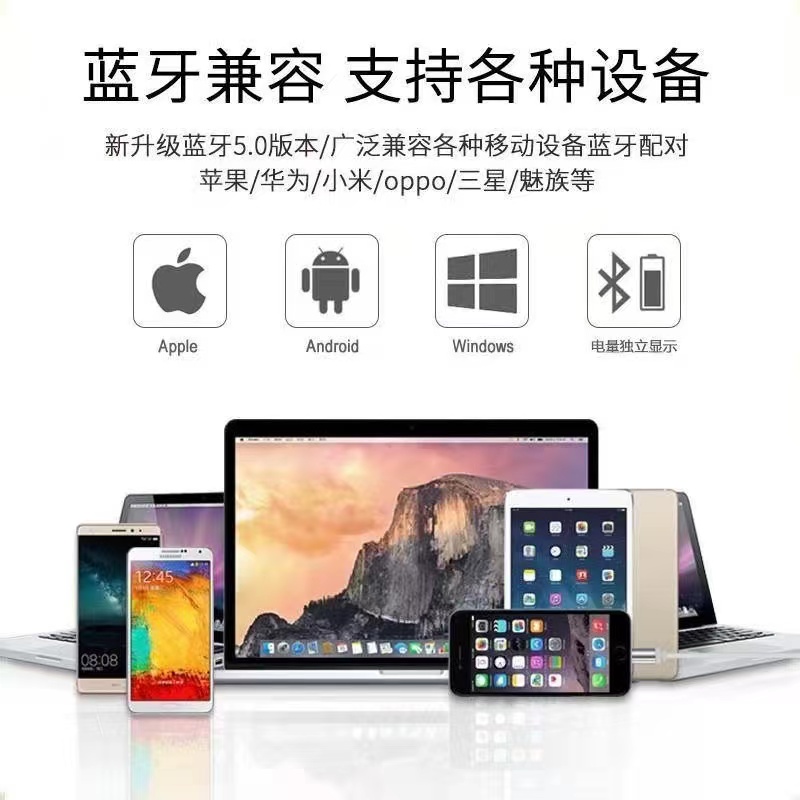 蓝牙兼容 支持各种设备
新升级蓝牙5.0版本/广泛兼容各种移动设备蓝牙配对
苹果/华为/小米/oppo/三星/魅族等
Apple
Android
Windows
电量独立显示
SAMSUNG
12:45
08:08